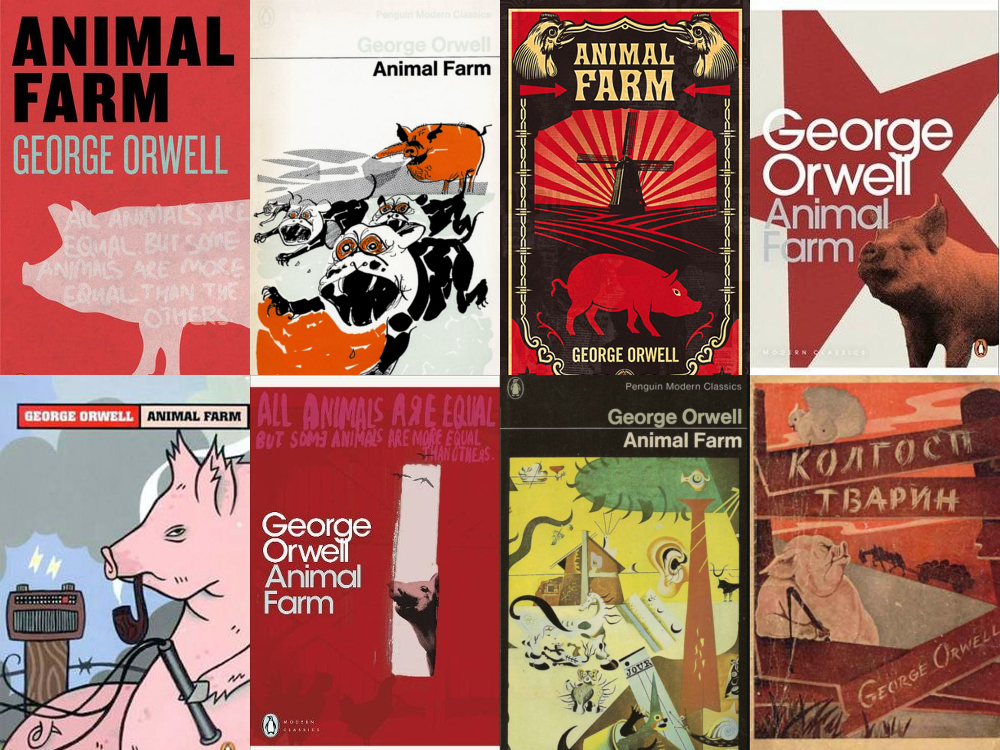 ANIMAL
FARM
GEORGE ORWELL
ALL ANIMALS ARE
EQUAL. BUT SOME
ANIMALS ARE MORE
EQUAL THAN THE
OTHERS
Penguin Modern Classics
George Orwell
Animal Farm
ANIMAL
FARM
GEORGE ORWELL
George
Orwell
Animal
Farm
MODERN CLASSICS
GEORGE ORWELL ANIMAL FARM
ALL ANIMALS ARE EQUAL
BUT SOME ANIMALS ARE MORE EQUAL
THAN OTHERS.
George
Orwell
Animal
Farm
MODERN
CLASSICS
Penguin Modern Classics
George Orwell
Animal Farm
JOUR
КОЛГОСП
ТВАРИН
GEORGE ORWELL